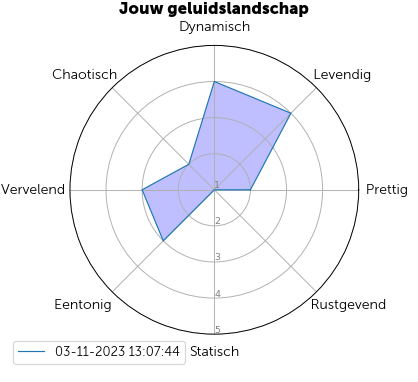 Jouw geluidslandschap
Dynamisch
Chaotisch
Levendig
Vervelend
1
Prettig
2
3
4
Eentonig
Rustgevend
5
03-11-2023 13:07:44
Statisch